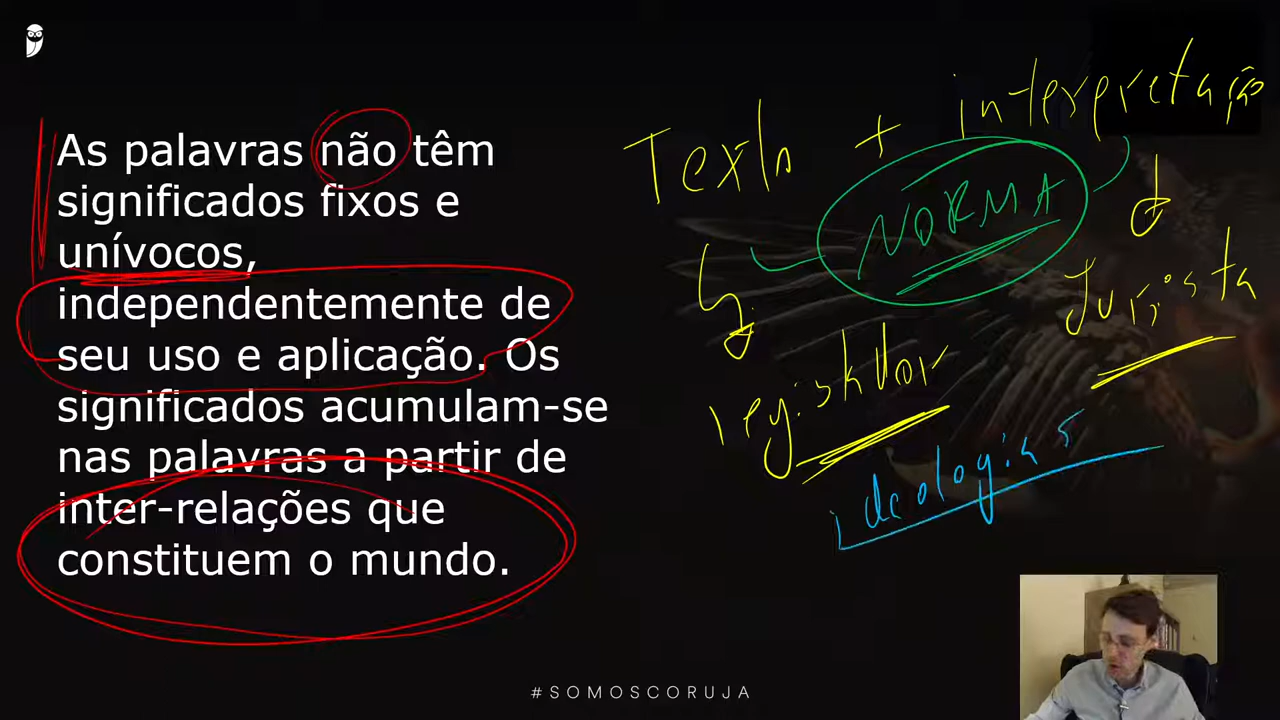 As palavras não têm
significados fixos e
unívocos,
independentemente de
seu uso e aplicação. Os
significados acumulam-se
nas palavras a partir de
inter-relações que
constituem o mundo.
Texto + interpretação
NORMA
Jurista
legislador
ideologias
#SOMOSCORUJA